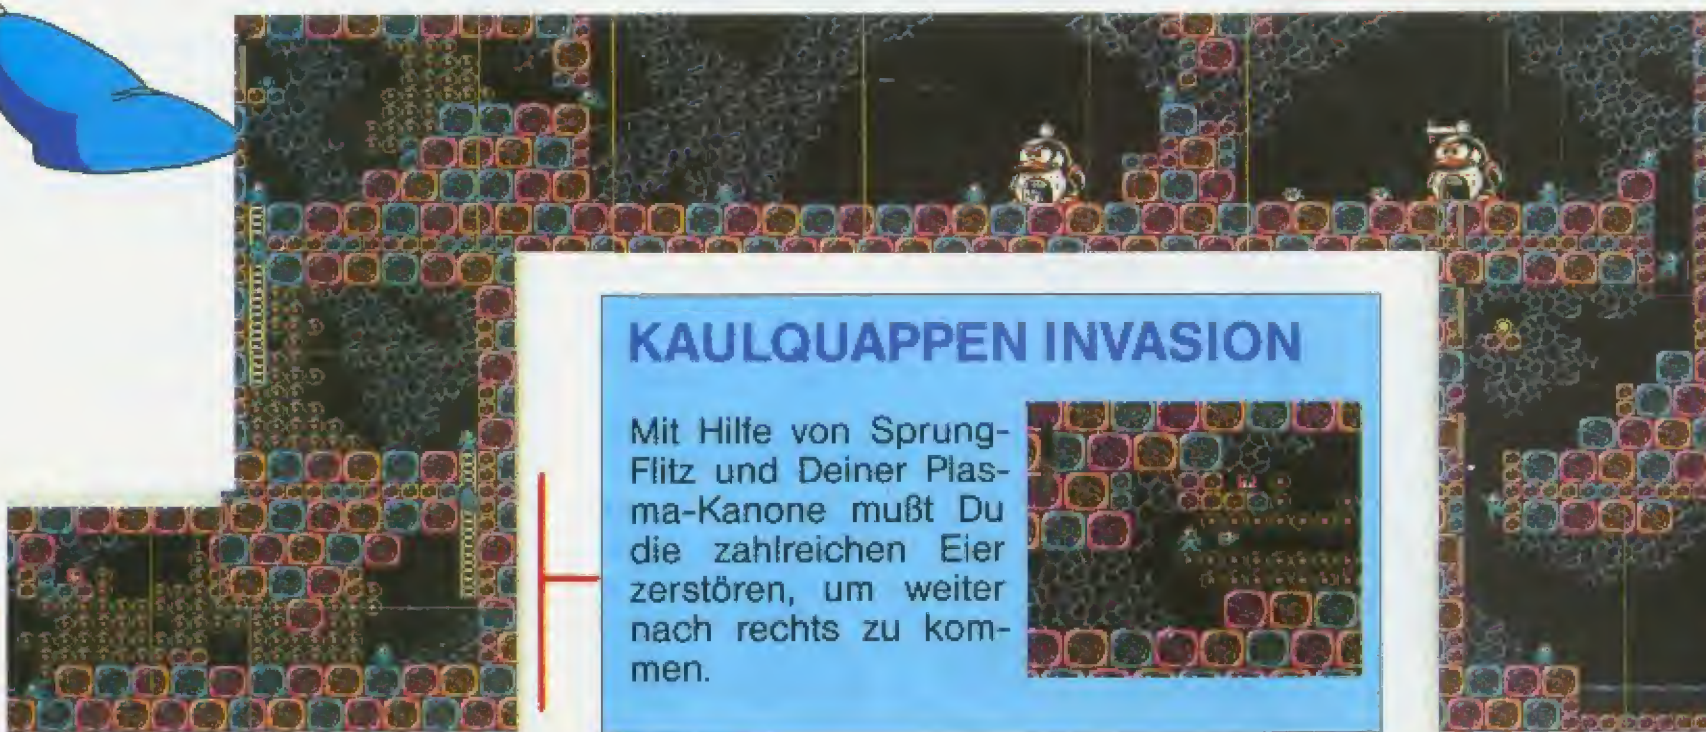 KAULQUAPPEN INVASION
Mit Hilfe von Sprung-
Flitz und Deiner Plas-
ma-Kanone mußt Du
die zahlreichen Eier
zerstören, um weiter
nach rechts zu kom-
men.